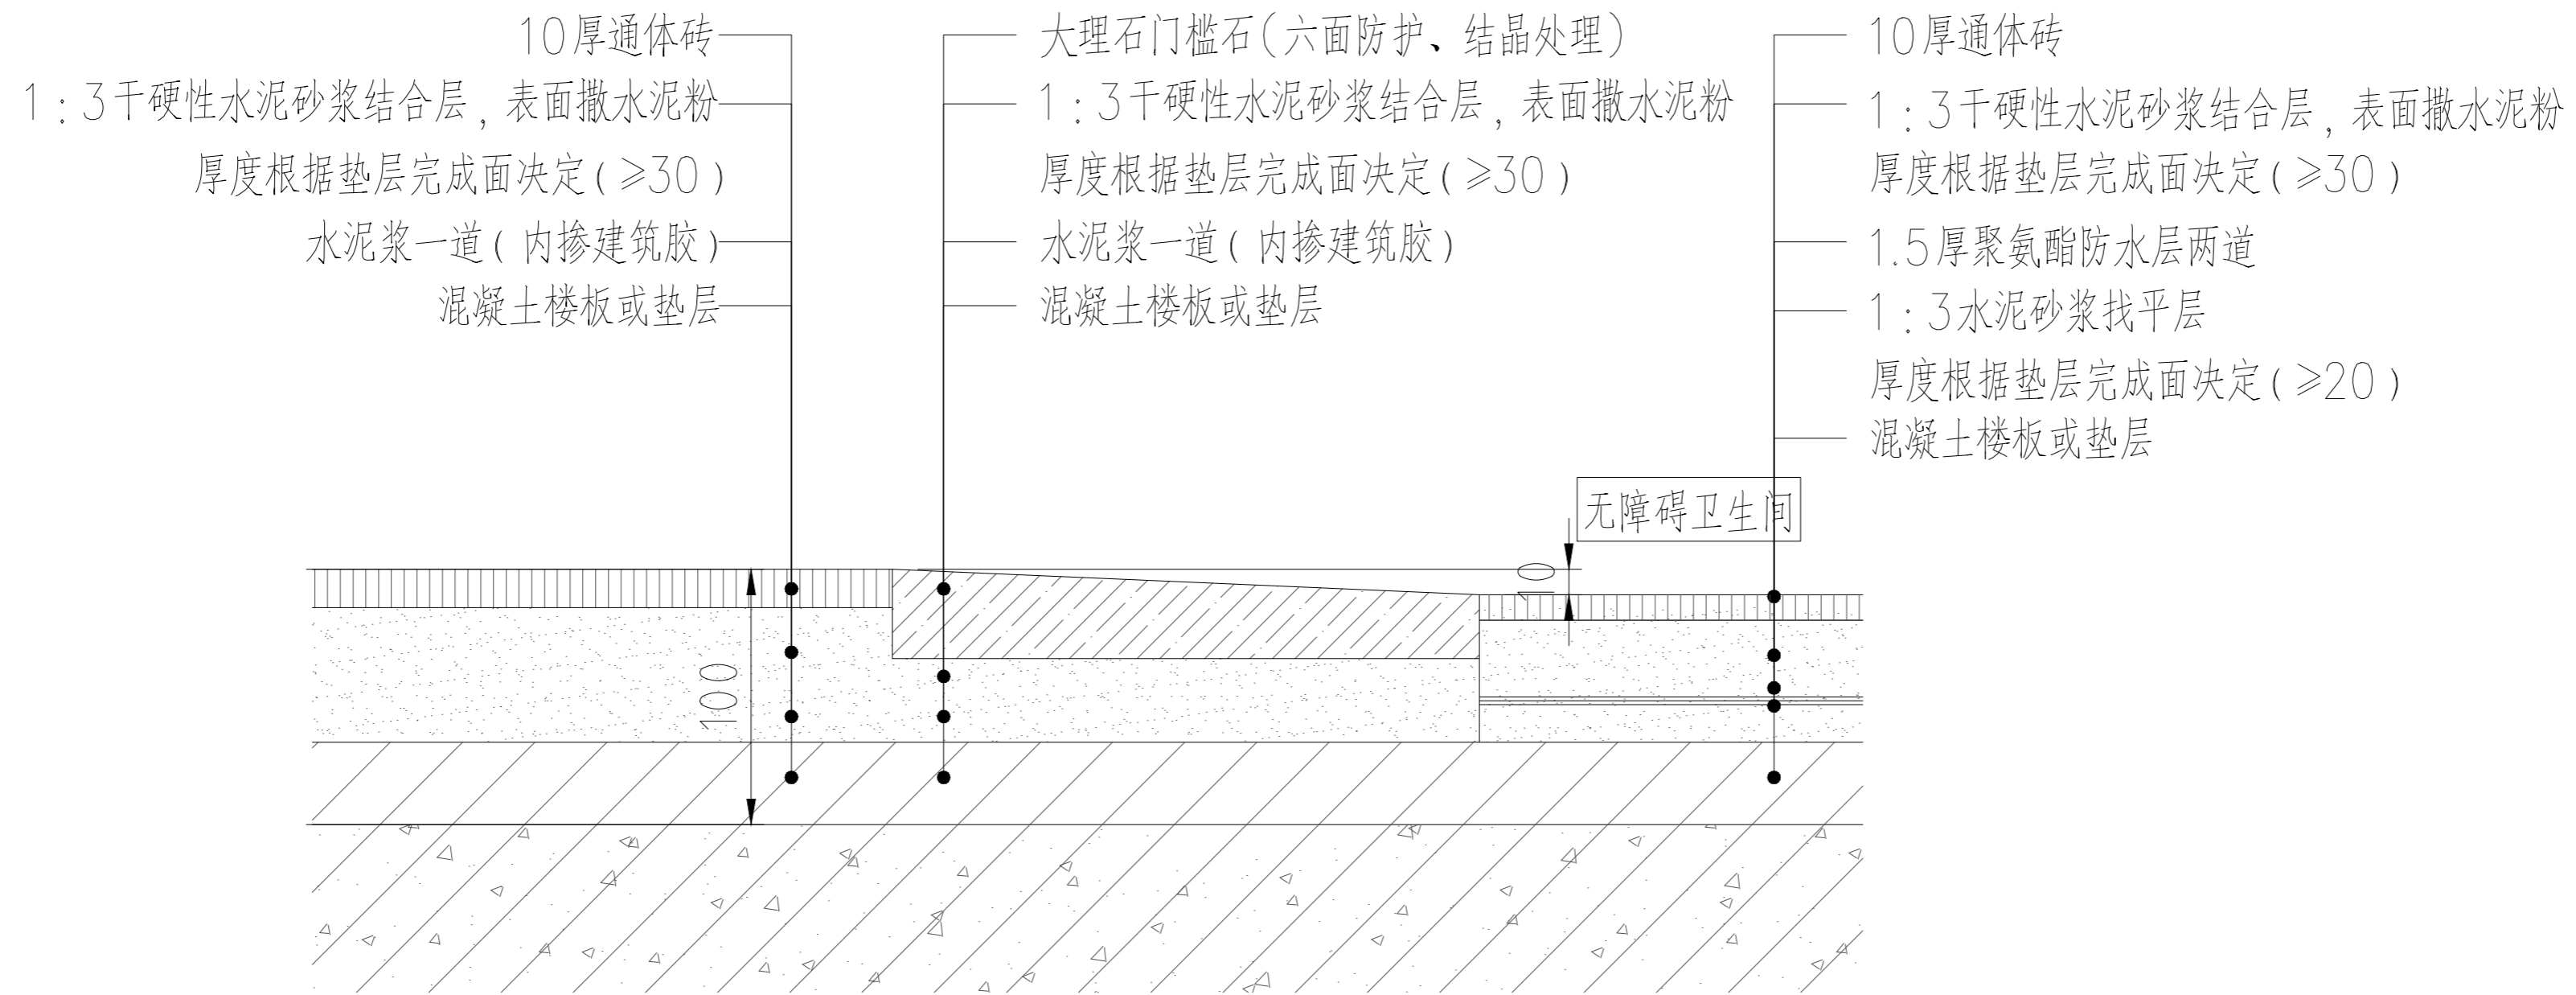 10厚通体砖
1：3干硬性水泥砂浆结合层，表面撒水泥粉
厚度根据垫层完成面决定（≥30）
水泥浆一道（内掺建筑胶）
混凝土楼板或垫层
大理石门槛石（六面防护、结晶处理）
1：3干硬性水泥砂浆结合层，表面撒水泥粉
厚度根据垫层完成面决定（≥30）
水泥浆一道（内掺建筑胶）
混凝土楼板或垫层
10厚通体砖
1：3干硬性水泥砂浆结合层，表面撒水泥粉
厚度根据垫层完成面决定（≥30）
1.5厚聚氨酯防水层两道
1：3水泥砂浆找平层
厚度根据垫层完成面决定（≥20）
混凝土楼板或垫层
无障碍卫生间
10
100